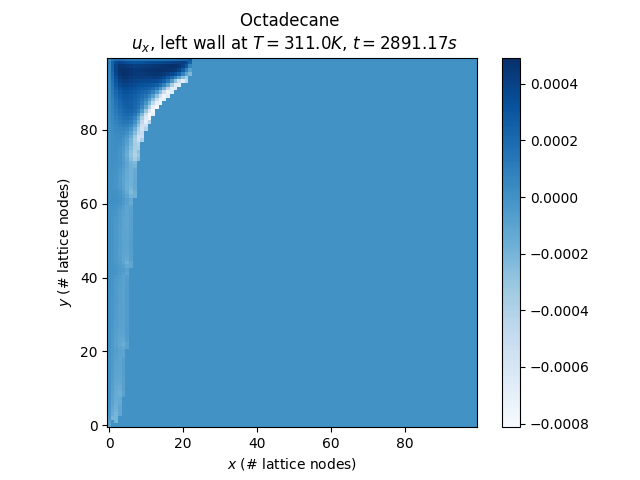 Octadecane
u_x, left wall at T = 311.0K, t = 2891.17s
80
60
40
20
0
y (# lattice nodes)
0 20 40 60 80
x (# lattice nodes)
0.0004
0.0002
0.0000
−0.0002
−0.0004
−0.0006
−0.0008